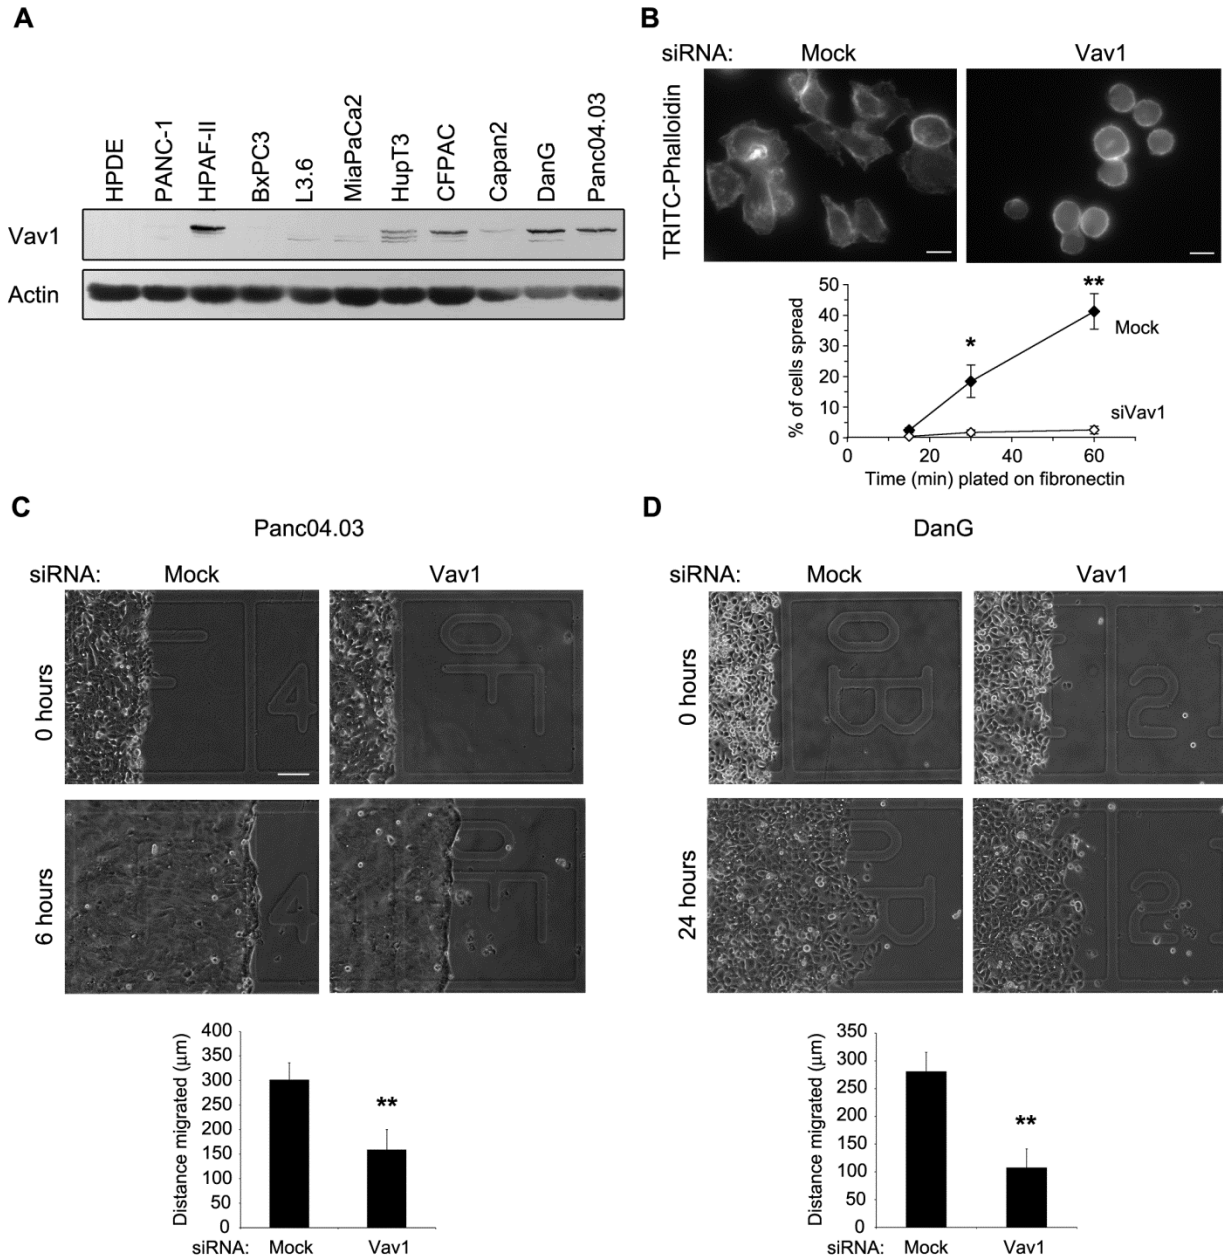 A
HPDE
PANC-1
HPAF-II
BxPC3
L3.6
MiaPaCa2
HupT3
CFPAC
Capan2
DanG
Panc04.03
Vav1
Actin
B
siRNA: Mock Vav1
TRITC-Phalloidin
% of cells spread
50
40
30
20
10
0
*
**
Mock
siVav1
0 20 40 60
Time (min) plated on fibronectin
C
Panc04.03
siRNA: Mock Vav1
0 hours
4
6 hours
4
Distance migrated (µm)
400
350
300
250
200
150
100
50
0
**
siRNA: Mock Vav1
D
DanG
siRNA: Mock Vav1
0 hours
2
24 hours
2
Distance migrated (µm)
350
300
250
200
150
100
50
0
**
siRNA: Mock Vav1